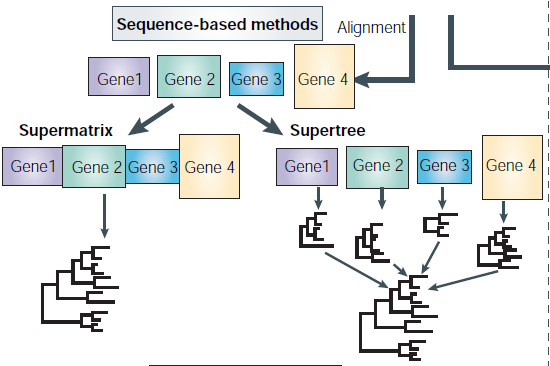 Sequence-based methods
Alignment
Gene1 Gene 2 Gene 3 Gene 4
Supermatrix
Supertree
Gene1 Gene 2 Gene 3 Gene 4
Gene1 Gene 2 Gene 3 Gene 4